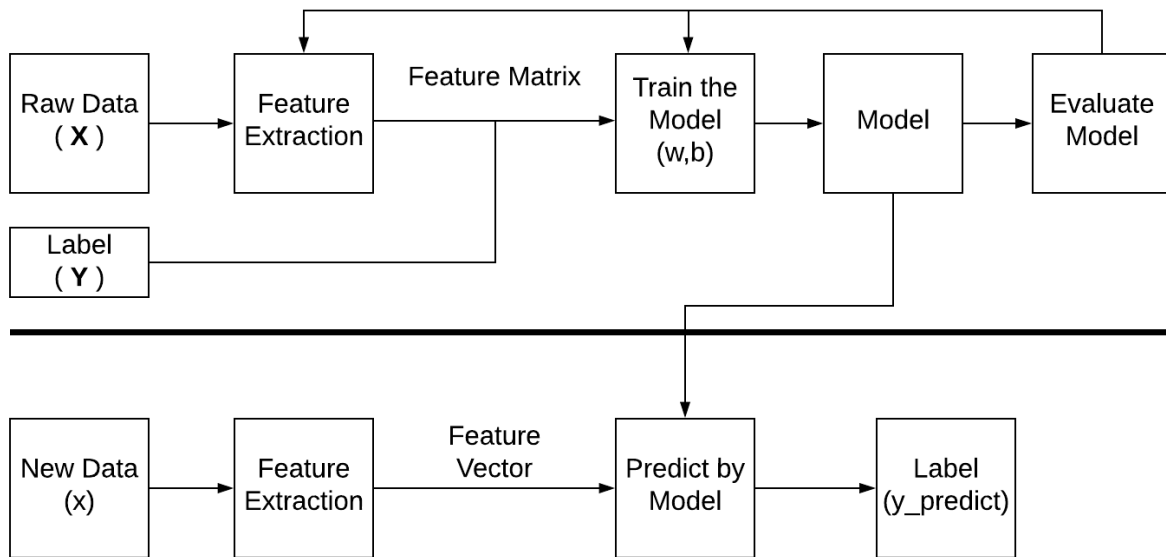 Raw Data
( X )
Feature
Extraction
Feature Matrix
Train the
Model
(w,b)
Model
Evaluate
Model
Label
( Y )
New Data
(x)
Feature
Extraction
Feature
Vector
Predict by
Model
Label
(y_predict)